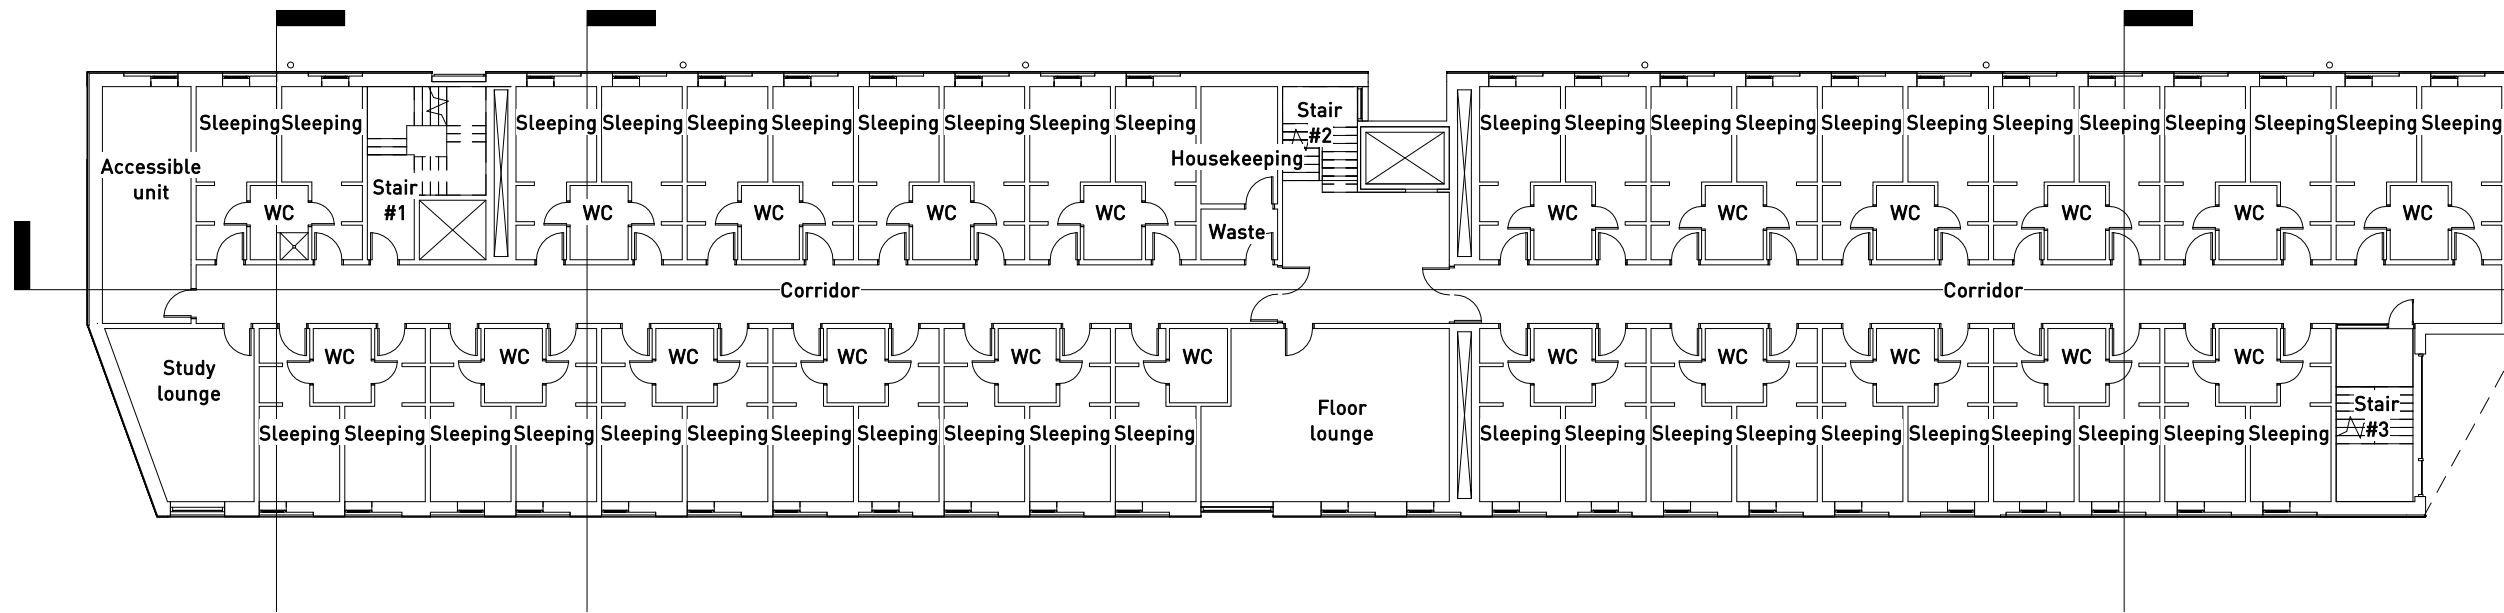 Sleeping Sleeping Sleeping Sleeping Sleeping Sleeping Sleeping Sleeping Sleeping Sleeping Stair Sleeping Sleeping Sleeping Sleeping Sleeping Sleeping Sleeping Sleeping Sleeping Sleeping Sleeping Sleeping
#2
Accessible
unit
Housekeeping
Stair
#1
WC WC WC WC WC WC WC WC WC WC WC
Waste
Corridor Corridor
WC WC WC WC WC WC WC WC WC WC WC
Study
lounge
Floor
lounge
Stair
#3
Sleeping Sleeping Sleeping Sleeping Sleeping Sleeping Sleeping Sleeping Sleeping Sleeping Sleeping Sleeping Sleeping Sleeping Sleeping Sleeping Sleeping Sleeping Sleeping Sleeping Sleeping